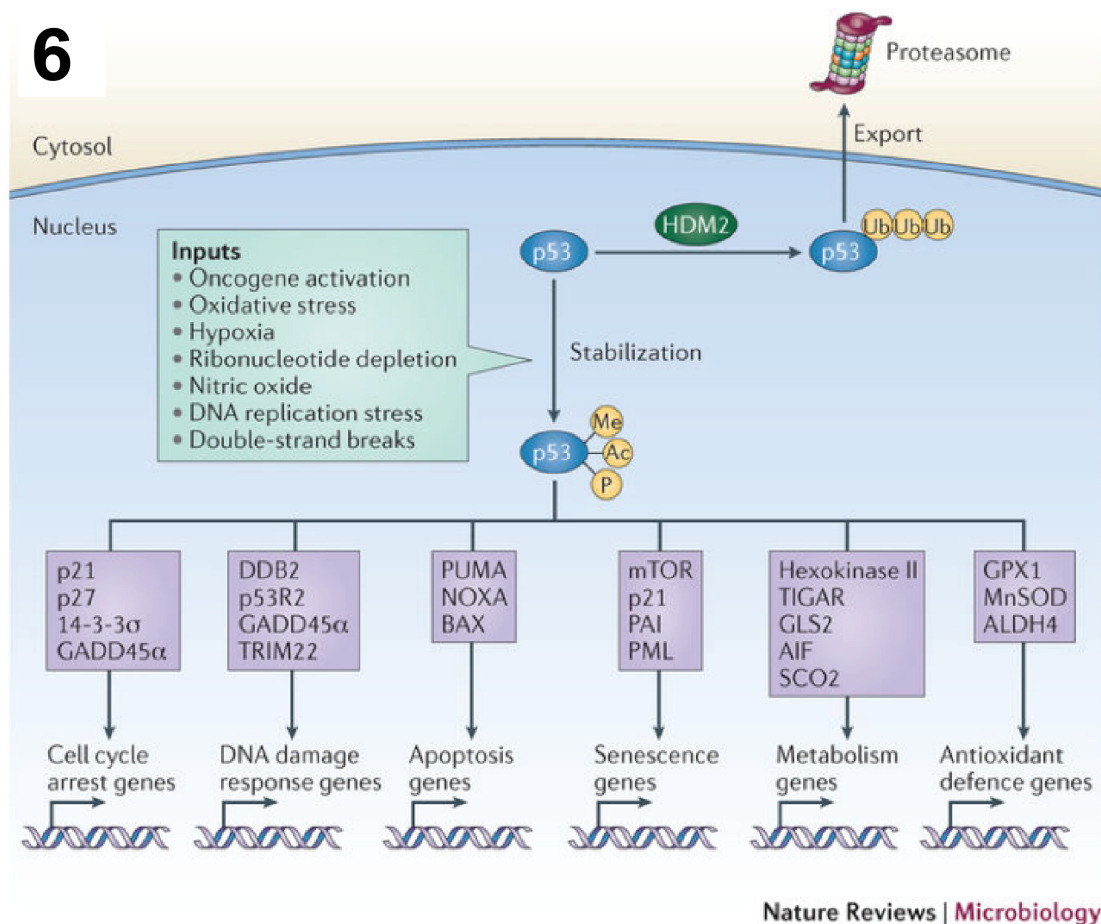 6
Proteasome
Export
Cytosol
Nucleus
HDM2
Ub Ub Ub
p53
p53
Inputs
• Oncogene activation
• Oxidative stress
• Hypoxia
• Ribonucleotide depletion
• Nitric oxide
• DNA replication stress
• Double-strand breaks
Stabilization
p53
Me
Ac
P
p21
p27
14-3-3σ
GADD45α
DDB2
p53R2
GADD45α
TRIM22
PUMA
NOXA
BAX
mTOR
p21
PAI
PML
Hexokinase II
TIGAR
GLS2
AIF
SCO2
GPX1
MnSOD
ALDH4
Cell cycle
arrest genes
DNA damage
response genes
Apoptosis
genes
Senescence
genes
Metabolism
genes
Antioxidant
defence genes
Nature Reviews | Microbiology